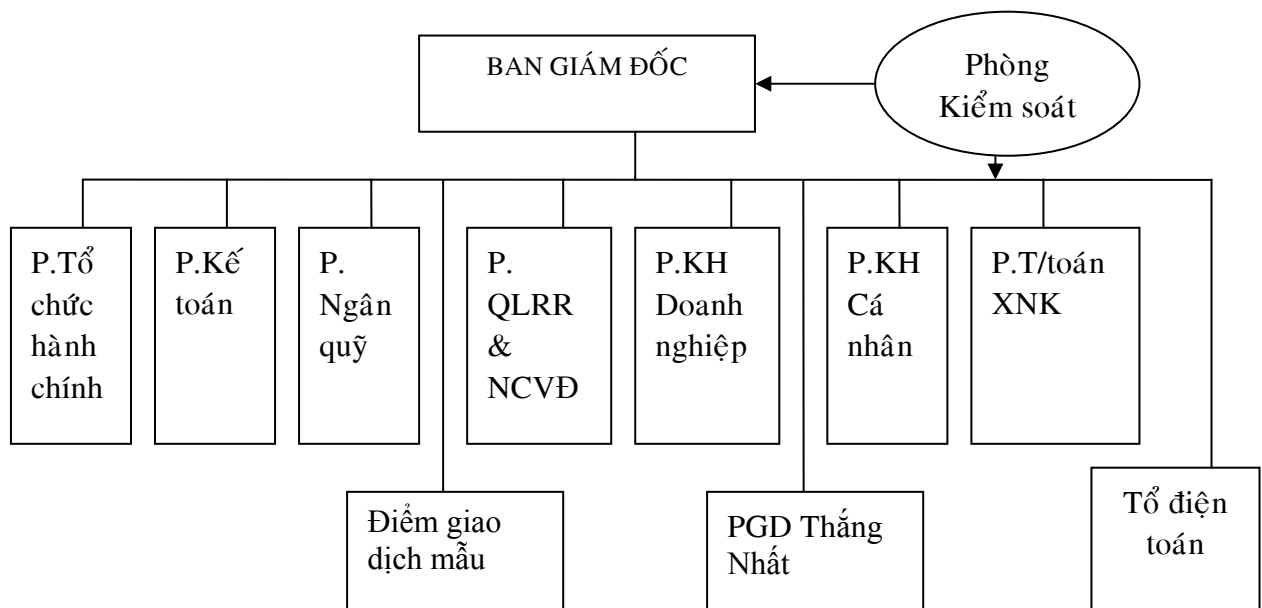 BAN GIÁM ĐỐC
Phòng
Kiểm soát
P.Tổ
chức
hành
chính
P.Kế
toán
P.
Ngân
quỹ
P.
QLRR
&
NCVĐ
P.KH
Doanh
nghiệp
P.KH
Cá
nhân
P.T/toán
XNK
Điểm giao
dịch mẫu
PGD Thắng
Nhất
Tổ điện
toán